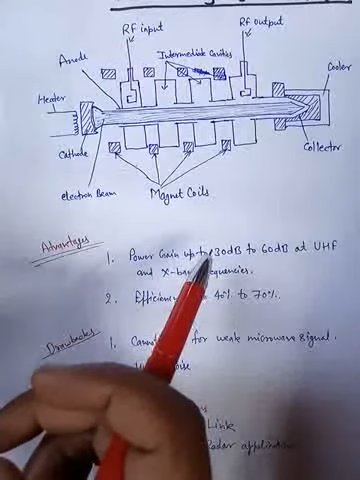 RF input
RF output
Intermediate Cavities
Anode
Cooler
Heater
Cathode
Collector
electron Beam
Magnet Coils
Advantages
1. Power Gain upto 30dB to 60dB at UHF
and X-band frequencies.
2. Efficiency 40% to 70%.
Drawbacks
1. for weak microwave signal.
Link
Radar application